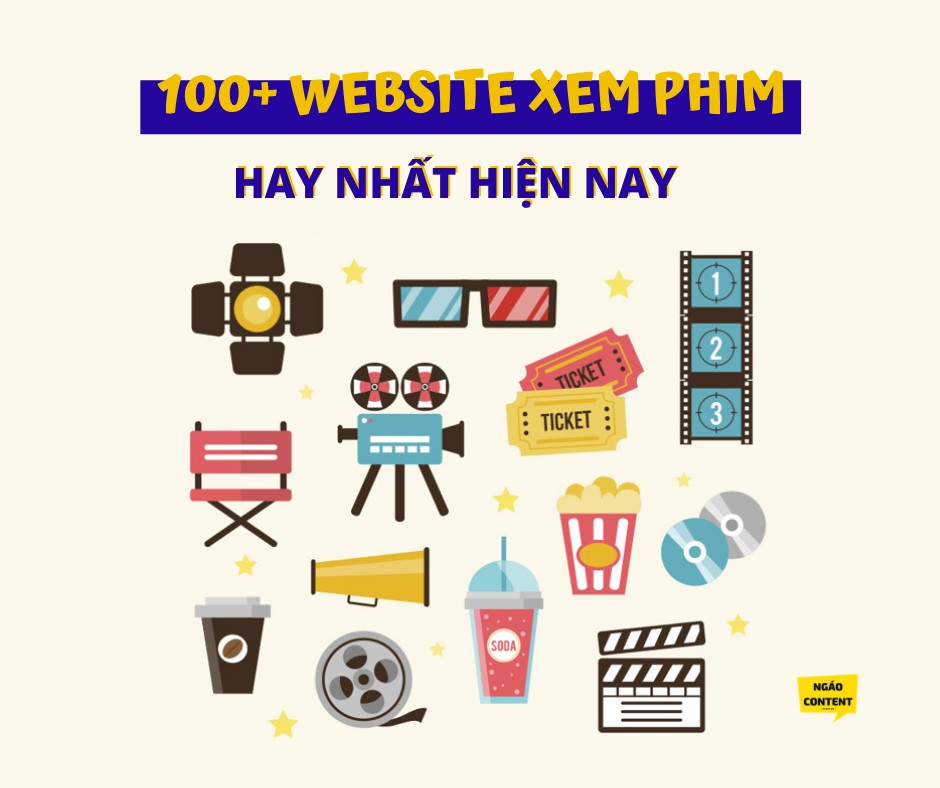 100+ WEBSITE XEM PHIM
HAY NHẤT HIỆN NAY
1
2
3
TICKET
TICKET
SODA
NGÁO
CONTENT